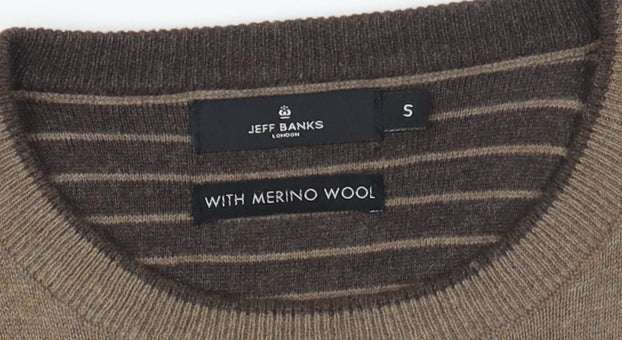 JEFF BANKS
LONDON
S
WITH MERINO WOOL